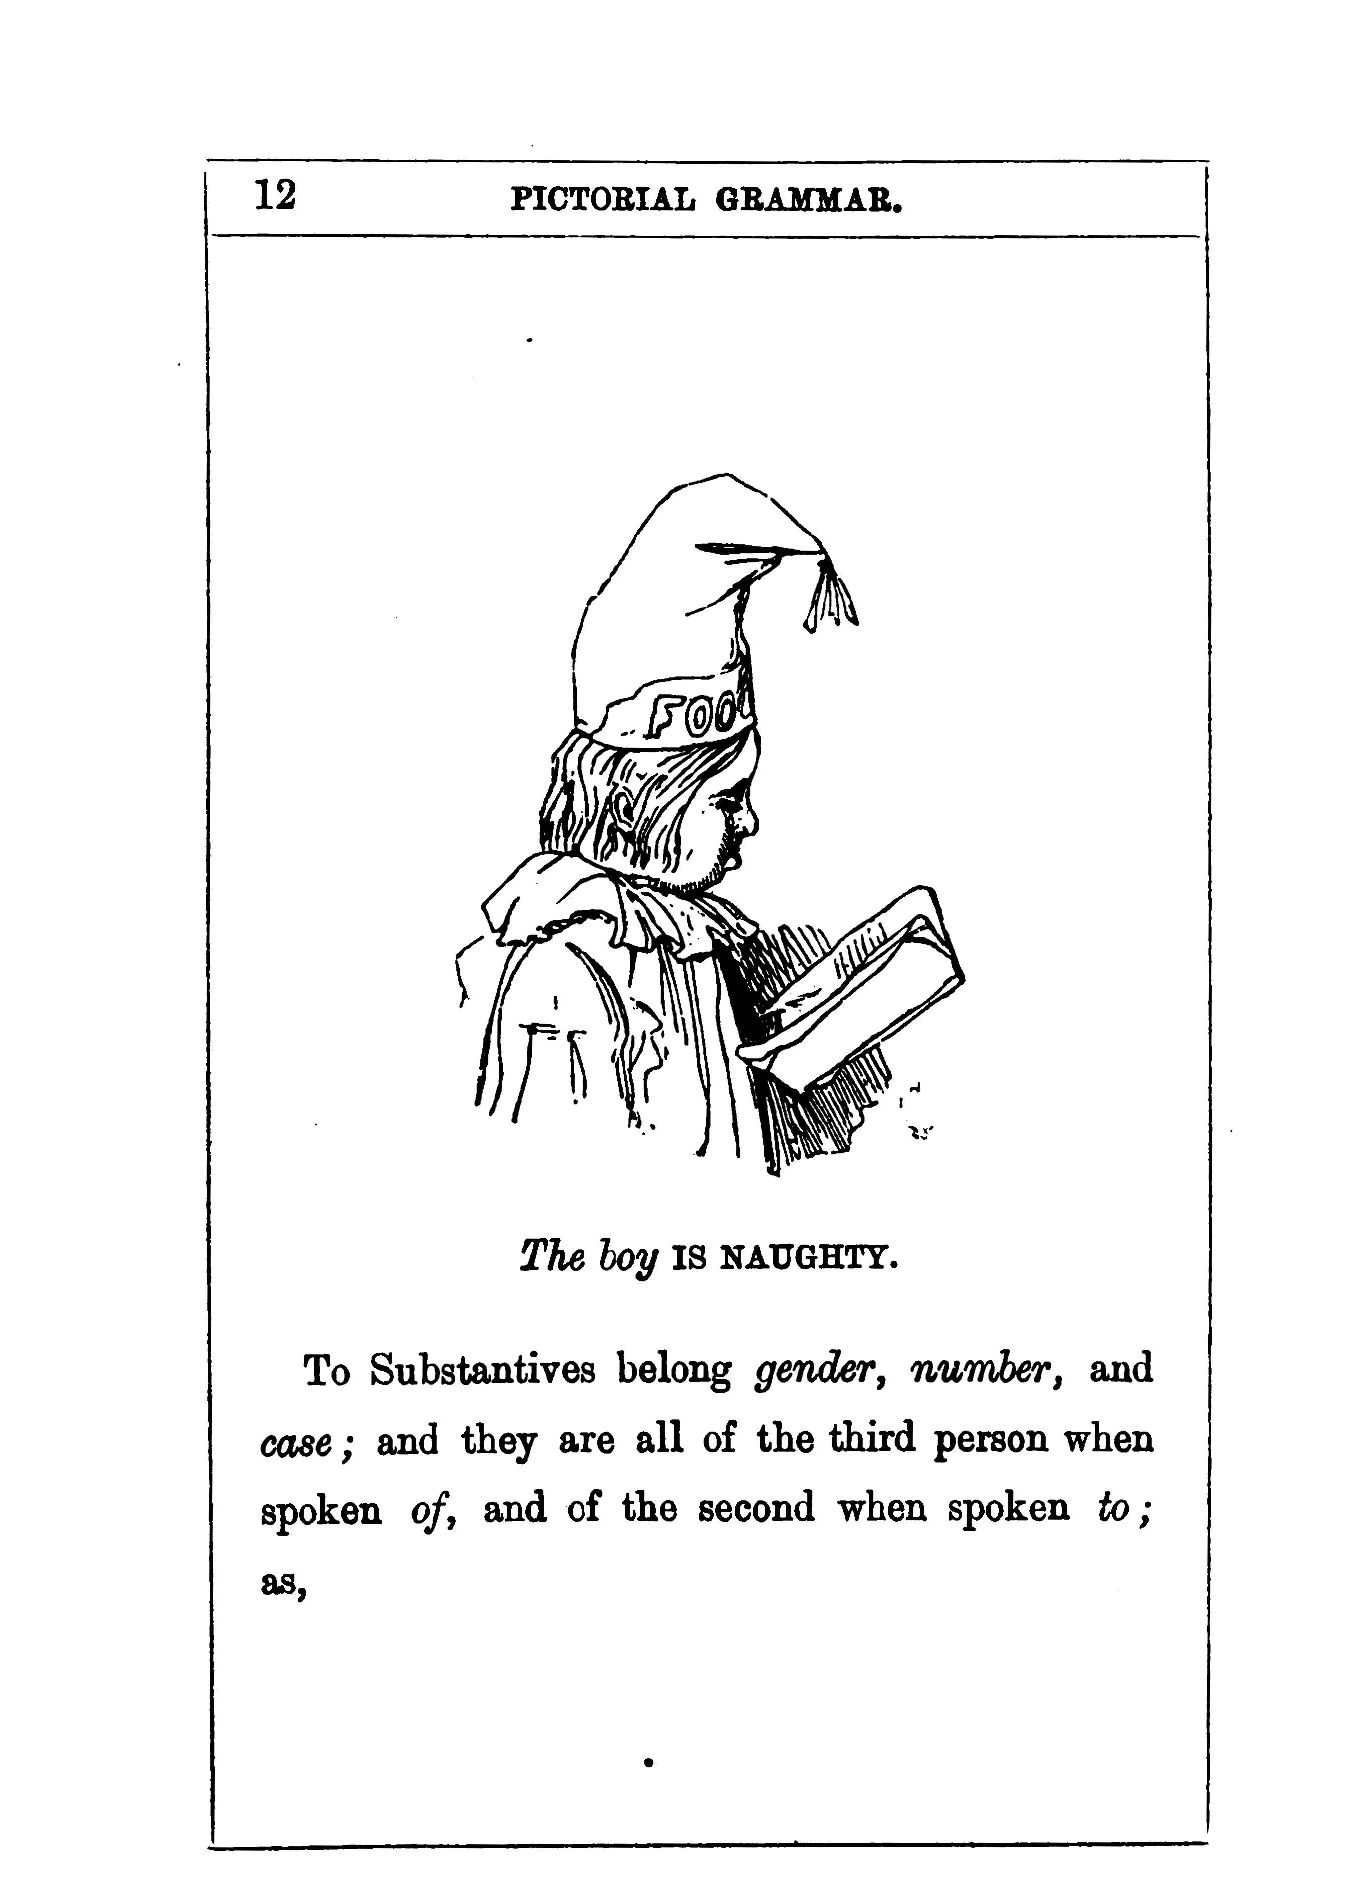 12 PICTORIAL GRAMMAR.
FOO
The boy IS NAUGHTY.
To Substantives belong gender, number, and
case; and they are all of the third person when
spoken of, and of the second when spoken to;
as,